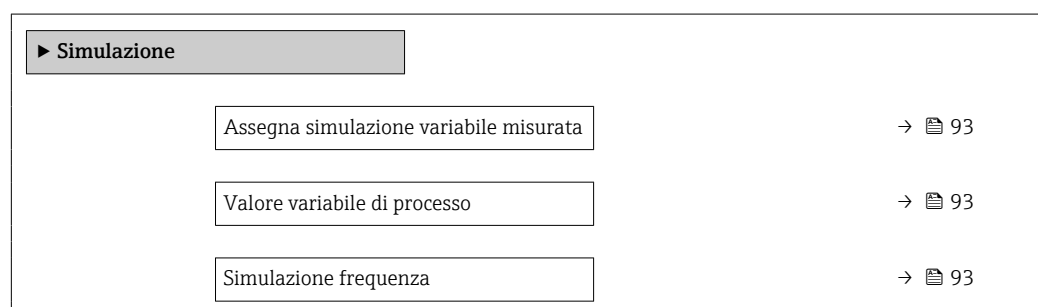 ▶ Simulazione
Assegna simulazione variabile misurata → 93
Valore variabile di processo → 93
Simulazione frequenza → 93